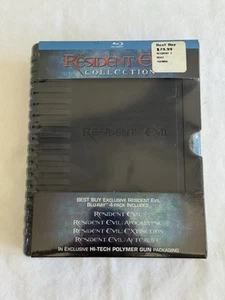 RESIDENT EVIL
COLLECTION
Best Buy
$79.99
RESIDENT EVIL
BEST BUY EXCLUSIVE RESIDENT EVIL
BLU-RAY 4-PACK INCLUDES
RESIDENT EVIL
RESIDENT EVIL: APOCALYPSE
RESIDENT EVIL: EXTINCTION
RESIDENT EVIL: AFTERLIFE
IN EXCLUSIVE HI-TECH POLYMER GUN PACKAGING